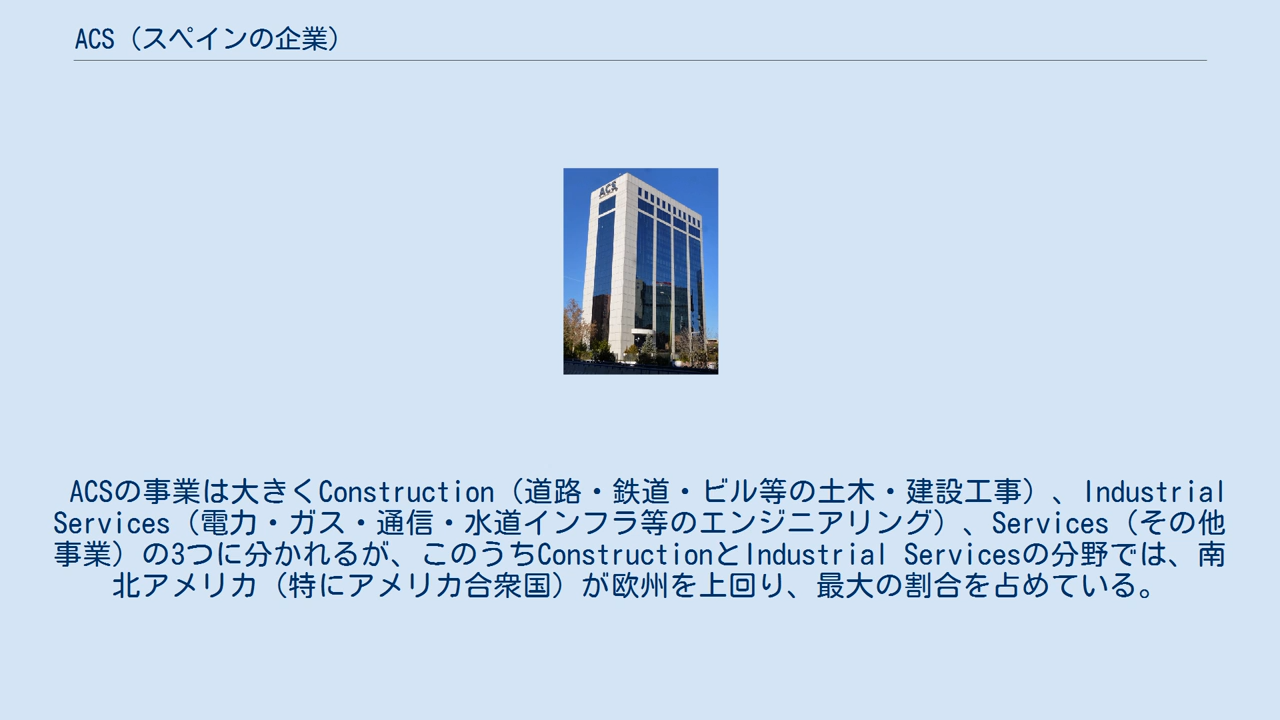 ACS（スペインの企業）
ACS
ACSの事業は大きくConstruction（道路・鉄道・ビル等の土木・建設工事）、Industrial
Services（電力・ガス・通信・水道インフラ等のエンジニアリング）、Services（その他
事業）の3つに分かれるが、このうちConstructionとIndustrial Servicesの分野では、南
北アメリカ（特にアメリカ合衆国）が欧州を上回り、最大の割合を占めている。